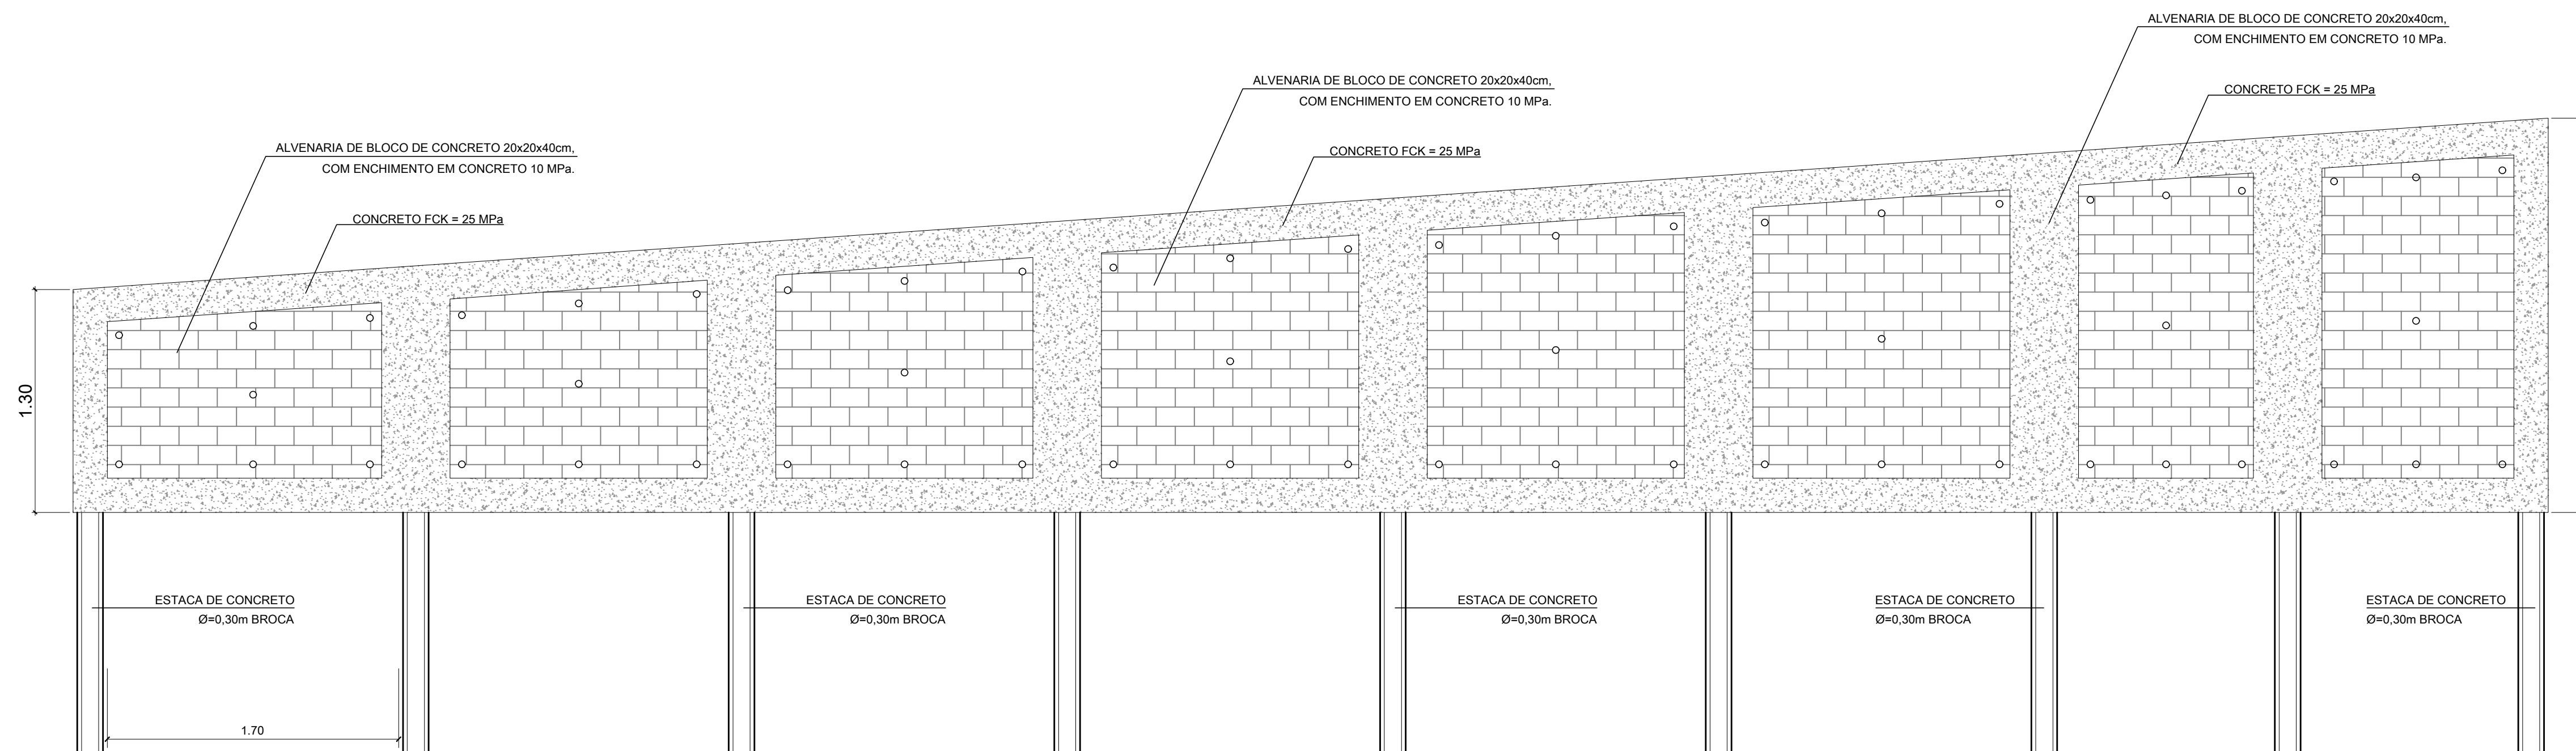 ALVENARIA DE BLOCO DE CONCRETO 20x20x40cm,
COM ENCHIMENTO EM CONCRETO 10 MPa.
CONCRETO FCK = 25 MPa
ALVENARIA DE BLOCO DE CONCRETO 20x20x40cm,
COM ENCHIMENTO EM CONCRETO 10 MPa.
CONCRETO FCK = 25 MPa
ALVENARIA DE BLOCO DE CONCRETO 20x20x40cm,
COM ENCHIMENTO EM CONCRETO 10 MPa.
CONCRETO FCK = 25 MPa
1.30
ESTACA DE CONCRETO
Ø=0,30m BROCA
ESTACA DE CONCRETO
Ø=0,30m BROCA
ESTACA DE CONCRETO
Ø=0,30m BROCA
ESTACA DE CONCRETO
Ø=0,30m BROCA
ESTACA DE CONCRETO
Ø=0,30m BROCA
1.70